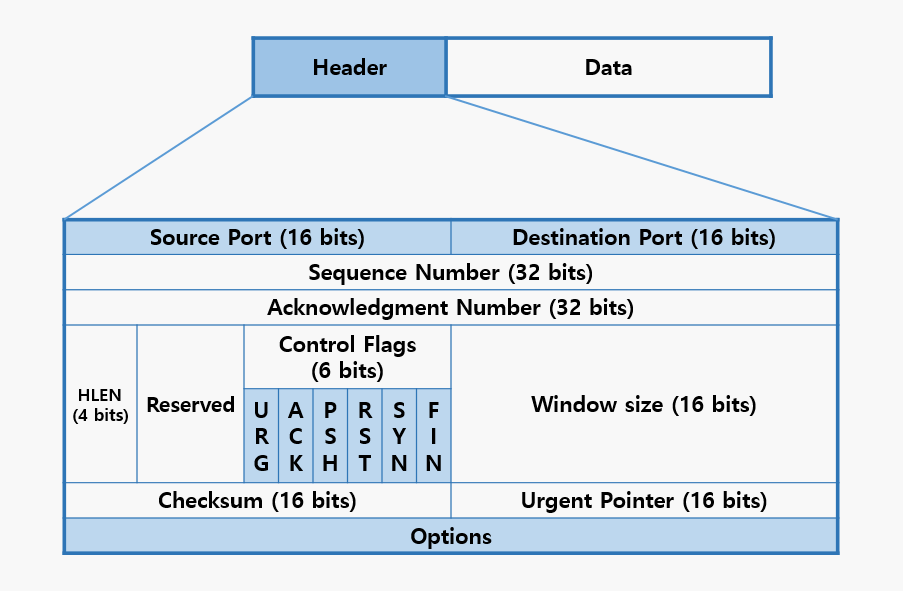 Header
Data
Source Port (16 bits)
Destination Port (16 bits)
Sequence Number (32 bits)
Acknowledgment Number (32 bits)
HLEN
(4 bits)
Reserved
Control Flags
(6 bits)
URG
ACK
PSH
RST
SYN
FIN
Window size (16 bits)
Checksum (16 bits)
Urgent Pointer (16 bits)
Options